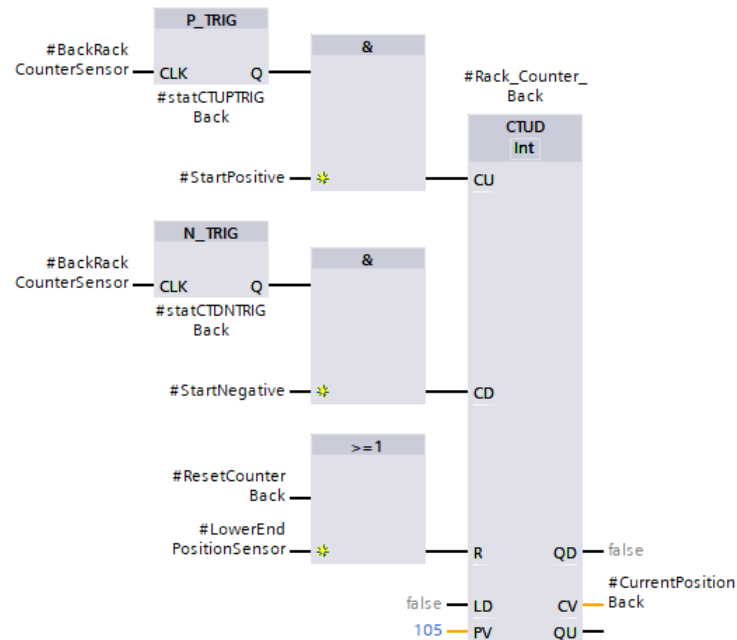 P_TRIG
#BackRack
CounterSensor
CLK Q
#statCTUPTRIG
Back
&
#StartPositive
#Rack_Counter_
Back
CTUD
Int
CU
N_TRIG
#BackRack
CounterSensor
CLK Q
#statCTDNTRIG
Back
&
#StartNegative
CD
>=1
#ResetCounter
Back
#LowerEnd
PositionSensor
R QD false
false LD CV #CurrentPosition
Back
105 PV QU